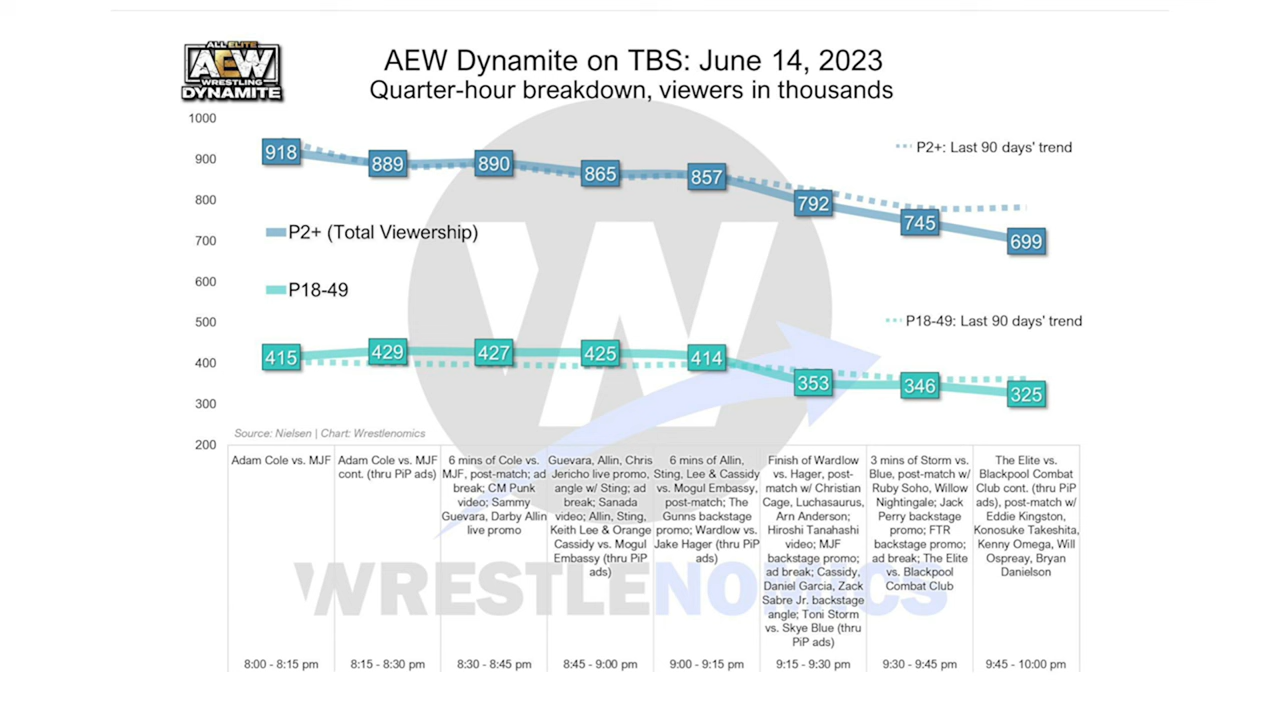 ALL ELITE
AEW
WRESTLING
DYNAMITE
AEW Dynamite on TBS: June 14, 2023
Quarter-hour breakdown, viewers in thousands
1000
900
800
700
600
500
400
300
200
918
889
890
865
857
792
745
699
P2+: Last 90 days' trend
P2+ (Total Viewership)
P18-49
P18-49: Last 90 days' trend
415
429
427
425
414
353
346
325
Source: Nielsen | Chart: Wrestlenomics
Adam Cole vs. MJF
Adam Cole vs. MJF
cont. (thru PiP ads)
6 mins of Cole vs.
MJF, post-match; ad
break; CM Punk
video; Sammy
Guevara, Darby Allin
live promo
Guevara, Allin, Chris
Jericho live promo,
angle w/ Sting; ad
break; Sanada
video; Allin, Sting,
Keith Lee & Orange
Cassidy vs. Mogul
Embassy (thru PiP
ads)
6 mins of Allin,
Sting, Lee & Cassidy
vs. Mogul Embassy,
post-match; The
Gunns backstage
promo; Wardlow vs.
Jake Hager (thru PiP
ads)
Finish of Wardlow
vs. Hager, post-
match w/ Christian
Cage, Luchasaurus,
Arn Anderson;
Hiroshi Tanahashi
video; MJF
backstage promo;
ad break; Cassidy,
Daniel Garcia, Zack
Sabre Jr. backstage
angle; Toni Storm
vs. Skye Blue (thru
PiP ads)
3 mins of Storm vs.
Blue, post-match w/
Ruby Soho, Willow
Nightingale; Jack
Perry backstage
promo; FTR
backstage promo;
ad break; The Elite
vs. Blackpool
Combat Club
The Elite vs.
Blackpool Combat
Club cont. (thru PiP
ads), post-match w/
Eddie Kingston,
Konosuke Takeshita,
Kenny Omega, Will
Ospreay, Bryan
Danielson
WRESTLENOMICS
8:00 - 8:15 pm
8:15 - 8:30 pm
8:30 - 8:45 pm
8:45 - 9:00 pm
9:00 - 9:15 pm
9:15 - 9:30 pm
9:30 - 9:45 pm
9:45 - 10:00 pm